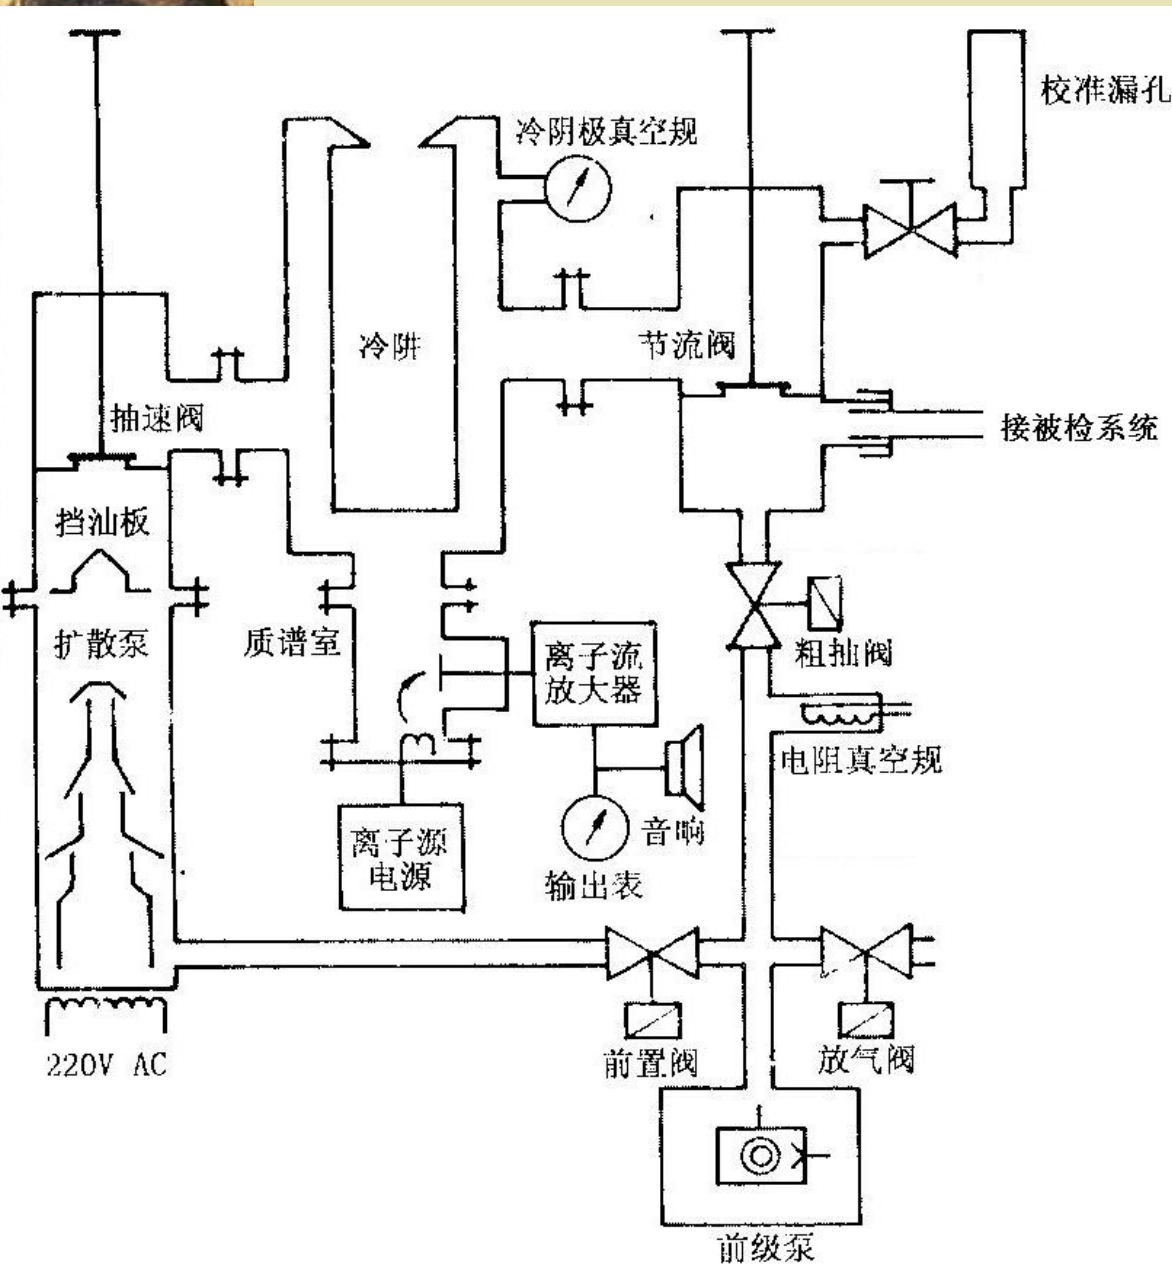 校准漏孔
冷阴极真空规
冷阱
节流阀
抽速阀
接被检系统
挡油板
扩散泵
质谱室
离子流
放大器
粗抽阀
电阻真空规
音响
离子源
电源
输出表
220V AC
前置阀
放气阀
前级泵